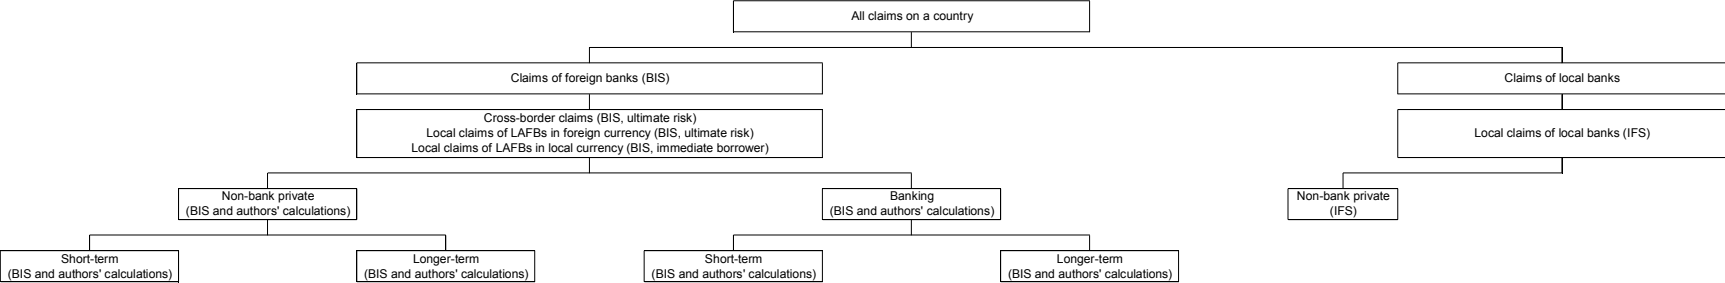 All claims on a country
Claims of foreign banks (BIS)
Claims of local banks
Cross-border claims (BIS, ultimate risk)
Local claims of LAFBs in foreign currency (BIS, ultimate risk)
Local claims of LAFBs in local currency (BIS, immediate borrower)
Local claims of local banks (IFS)
Non-bank private
(BIS and authors' calculations)
Banking
(BIS and authors' calculations)
Non-bank private
(IFS)
Short-term
(BIS and authors' calculations)
Longer-term
(BIS and authors' calculations)
Short-term
(BIS and authors' calculations)
Longer-term
(BIS and authors' calculations)